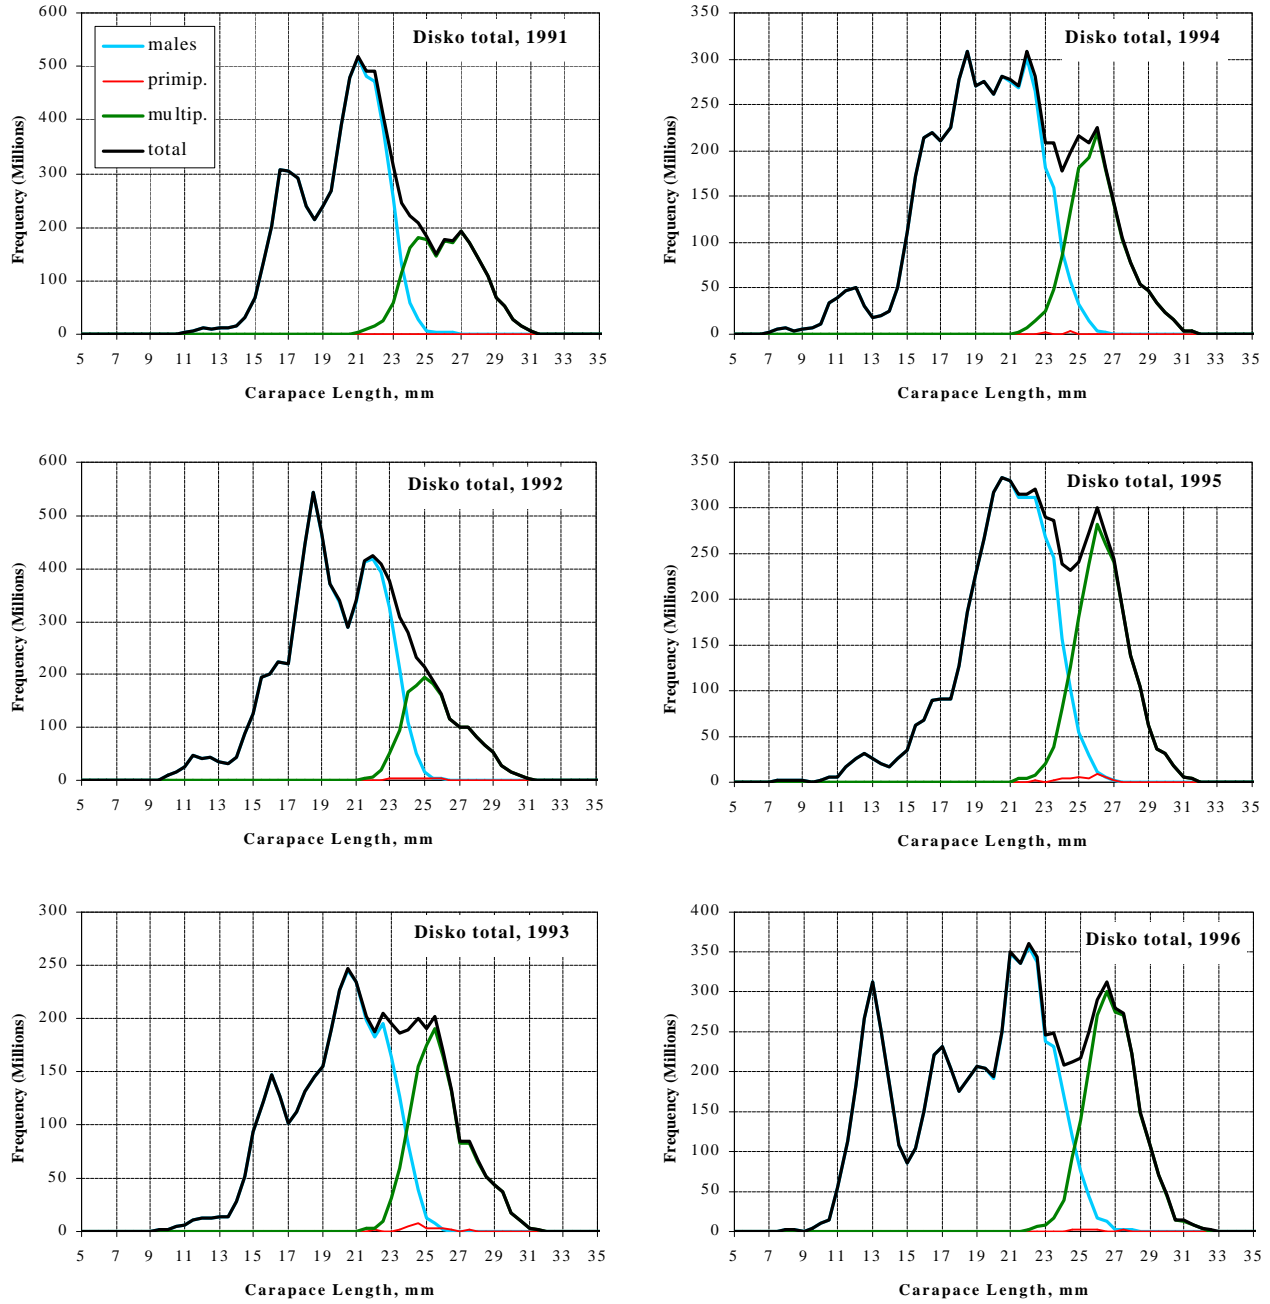 Disko total, 1991
males
primip.
multip.
total
Frequency (Millions)
600
500
400
300
200
100
0
5 7 9 11 13 15 17 19 21 23 25 27 29 31 33 35
Carapace Length, mm
Disko total, 1994
Frequency (Millions)
350
300
250
200
150
100
50
0
5 7 9 11 13 15 17 19 21 23 25 27 29 31 33 35
Carapace Length, mm
Disko total, 1992
Frequency (Millions)
600
500
400
300
200
100
0
5 7 9 11 13 15 17 19 21 23 25 27 29 31 33 35
Carapace Length, mm
Disko total, 1995
Frequency (Millions)
350
300
250
200
150
100
50
0
5 7 9 11 13 15 17 19 21 23 25 27 29 31 33 35
Carapace Length, mm
Disko total, 1993
Frequency (Millions)
300
250
200
150
100
50
0
5 7 9 11 13 15 17 19 21 23 25 27 29 31 33 35
Carapace Length, mm
Disko total, 1996
Frequency (Millions)
400
350
300
250
200
150
100
50
0
5 7 9 11 13 15 17 19 21 23 25 27 29 31 33 35
Carapace Length, mm